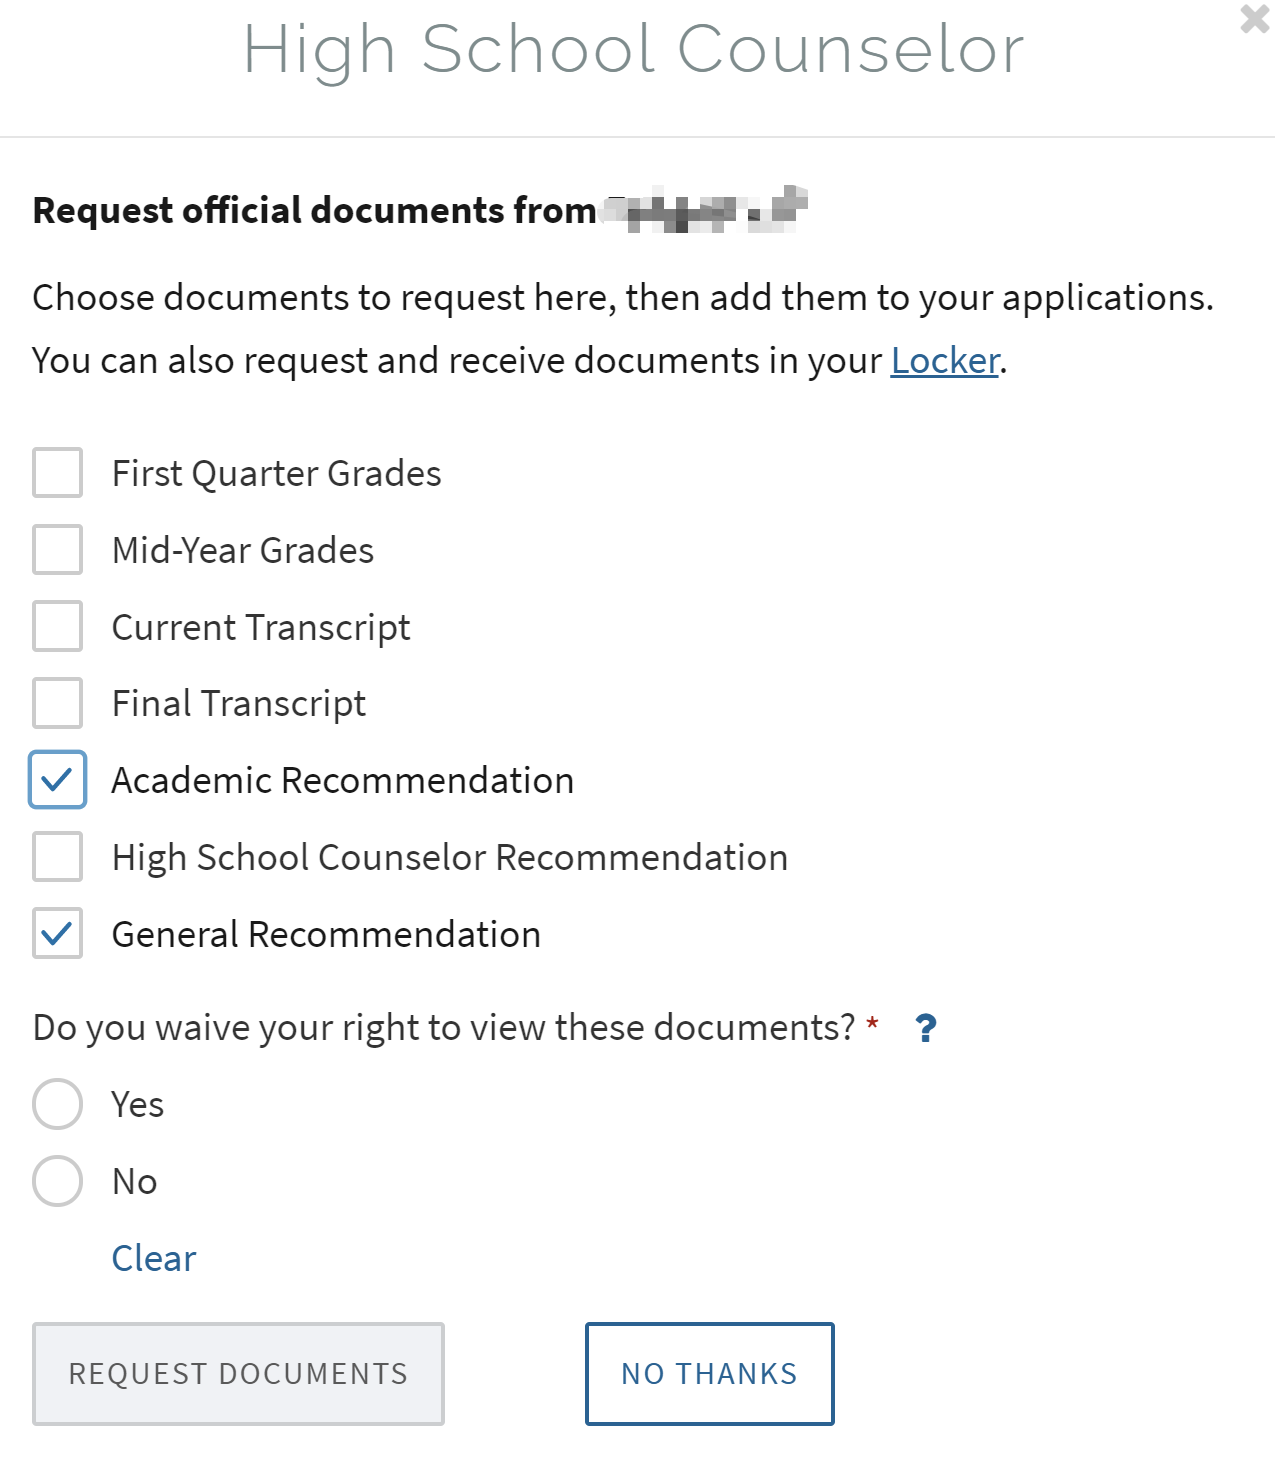 High School Counselor
Request official documents from
Choose documents to request here, then add them to your applications.
You can also request and receive documents in your Locker.
First Quarter Grades
Mid-Year Grades
Current Transcript
Final Transcript
Academic Recommendation
High School Counselor Recommendation
General Recommendation
Do you waive your right to view these documents? * ?
Yes
No
Clear
REQUEST DOCUMENTS
NO THANKS